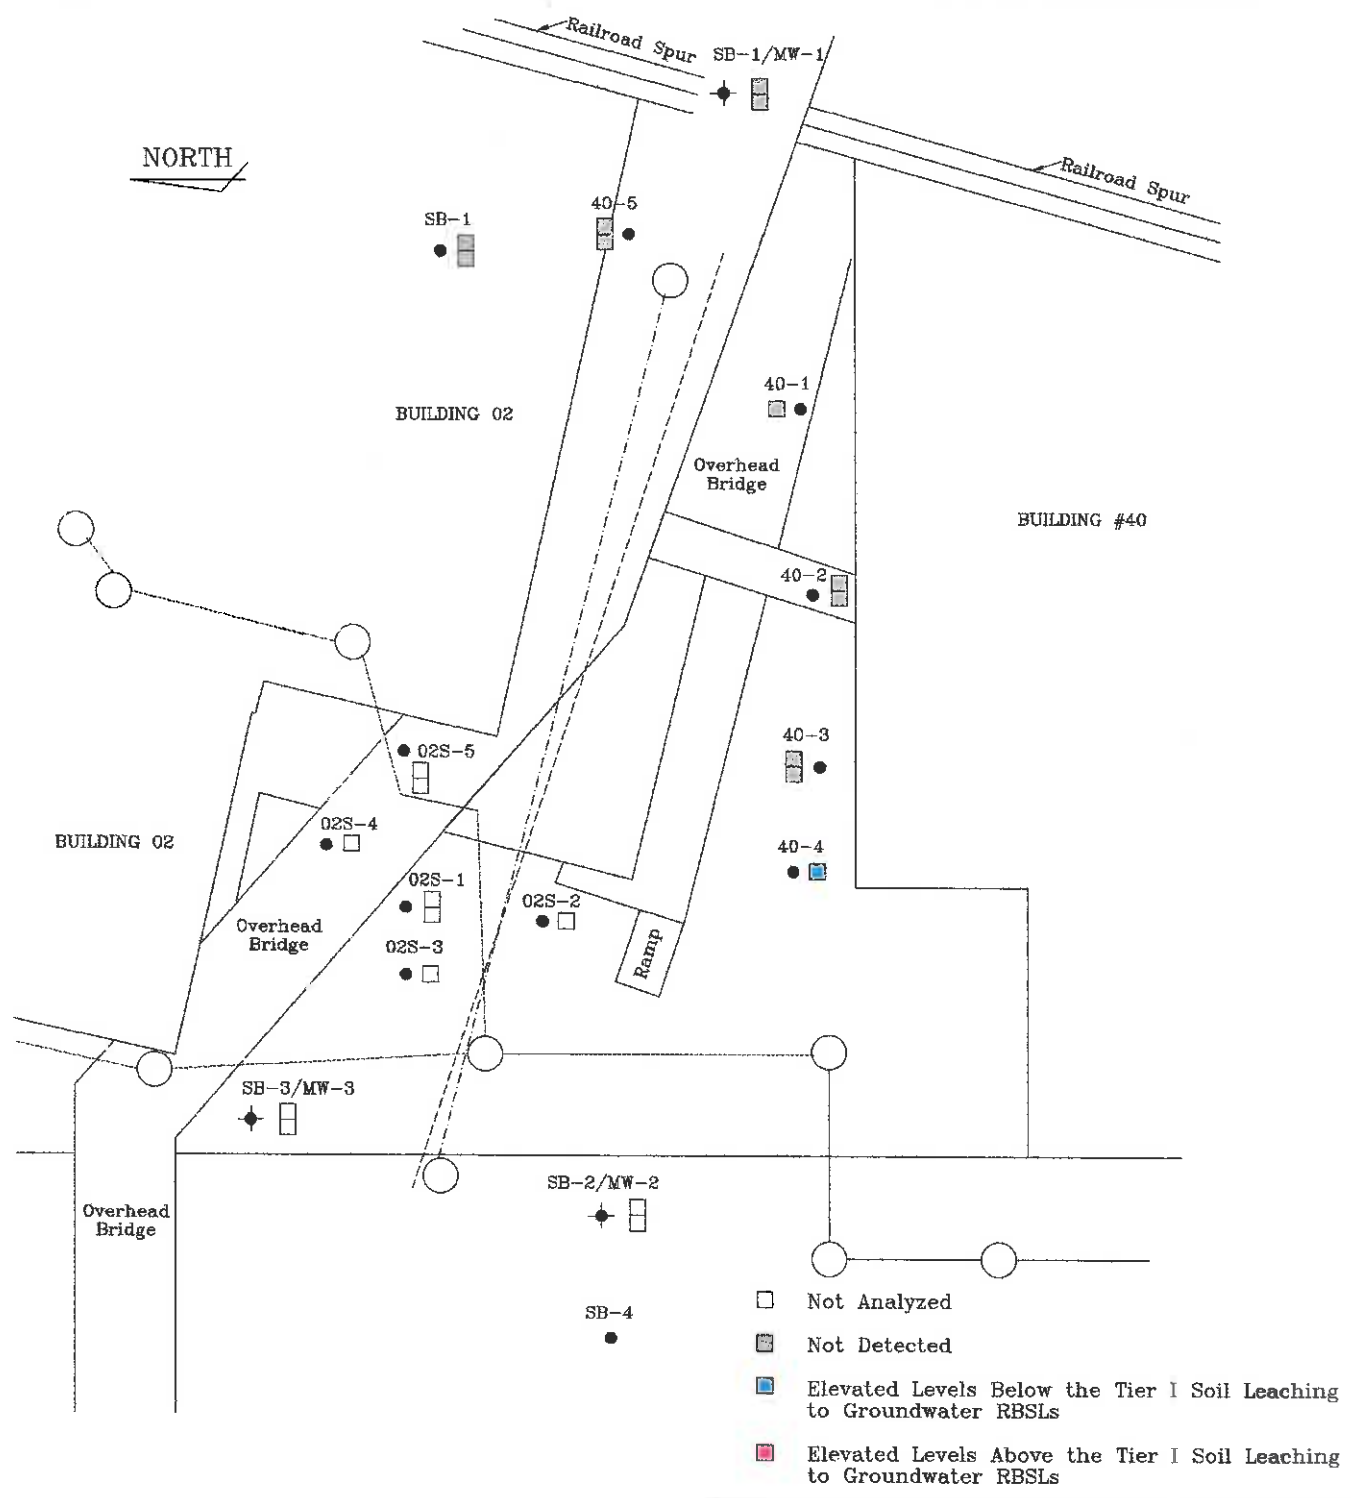 Railroad Spur
SB-1/MW-1
NORTH
Railroad Spur
SB-1
40-5
40-1
BUILDING 02
Overhead
Bridge
BUILDING #40
40-2
40-3
02S-5
02S-4
BUILDING 02
40-4
02S-1
02S-2
Overhead
Bridge
02S-3
Ramp
SB-3/MW-3
SB-2/MW-2
Overhead
Bridge
SB-4
Not Analyzed
Not Detected
Elevated Levels Below the Tier I Soil Leaching
to Groundwater RBSLs
Elevated Levels Above the Tier I Soil Leaching
to Groundwater RBSLs